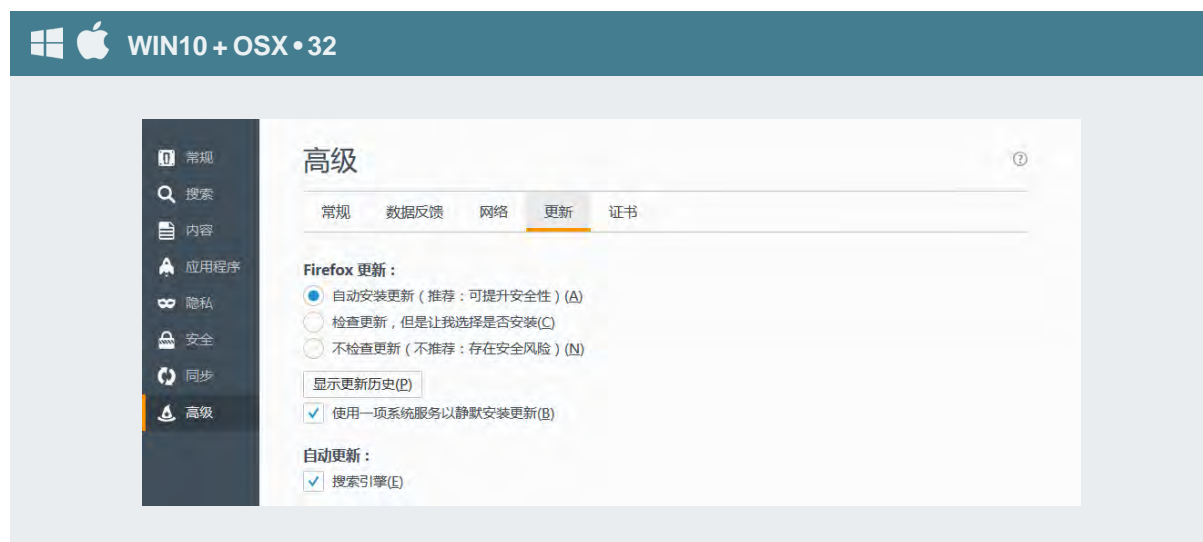 WIN10 + OSX • 32
常规
搜索
内容
应用程序
隐私
安全
同步
高级
高级
常规 数据反馈 网络 更新 证书
Firefox 更新：
自动安装更新（推荐：可提升安全性）(A)
检查更新，但是让我选择是否安装(C)
不检查更新（不推荐：存在安全风险）(N)
显示更新历史(P)
使用一项系统服务以静默安装更新(B)
自动更新：
搜索引擎(E)